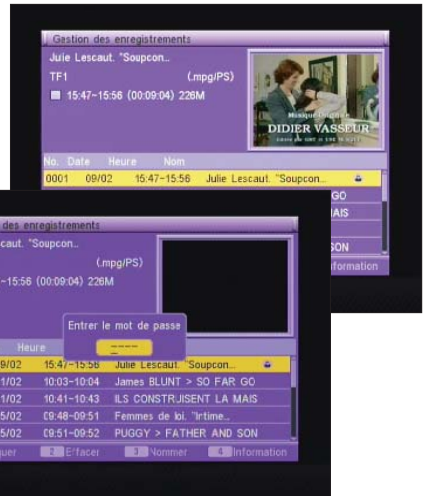 Gestion des enregistrements
Julie Lescaut. "Soupcon..
TF1 (.mpg/PS)
15:47-15:56 (00:09:04) 226M
Musique Originale
DIDIER VASSEUR
No. Date Heure Nom
0001 09/02 15:47-15:56 Julie Lescaut. "Soupcon...
GO
MAIS
SON
Information
des enregistrements
caut. "Soupcon..
(.mpg/PS)
-15:56 (00:09:04) 226M
Entrer le mot de passe
----
Heure
9/02 15:47-15:56 Julie Lescaut. "Soupcon...
1/02 10:03-10:04 James BLUNT > SO FAR GO
1/02 10:41-10:43 ILS CONSTRUISENT LA MAIS
5/02 09:48-09:51 Femmes de loi. "Intime...
5/02 09:51-09:52 PUGGY > FATHER AND SON
quer 2 Effacer 3 Nommer 4 Information